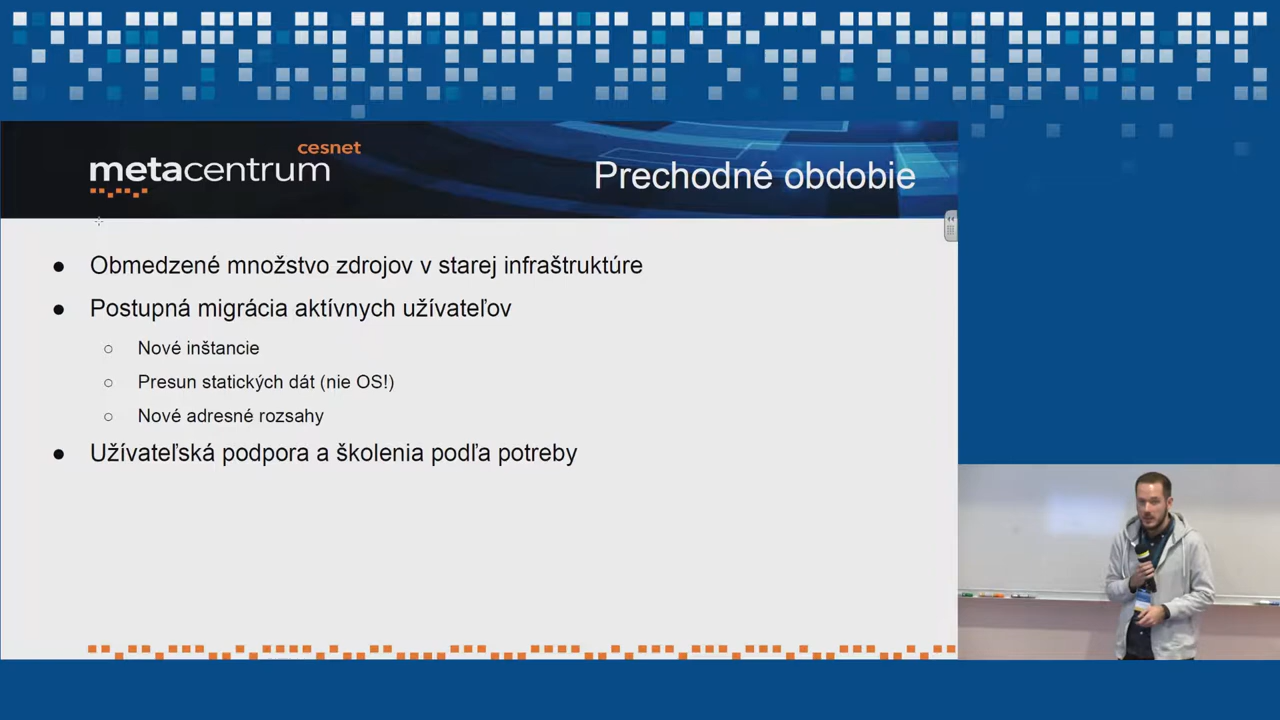 cesnet
metacentrum
Prechodné obdobie
Obmedzené množstvo zdrojov v starej infraštruktúre
Postupná migrácia aktívnych užívateľov
Nové inštancie
Presun statických dát (nie OS!)
Nové adresné rozsahy
Užívateľská podpora a školenia podľa potreby